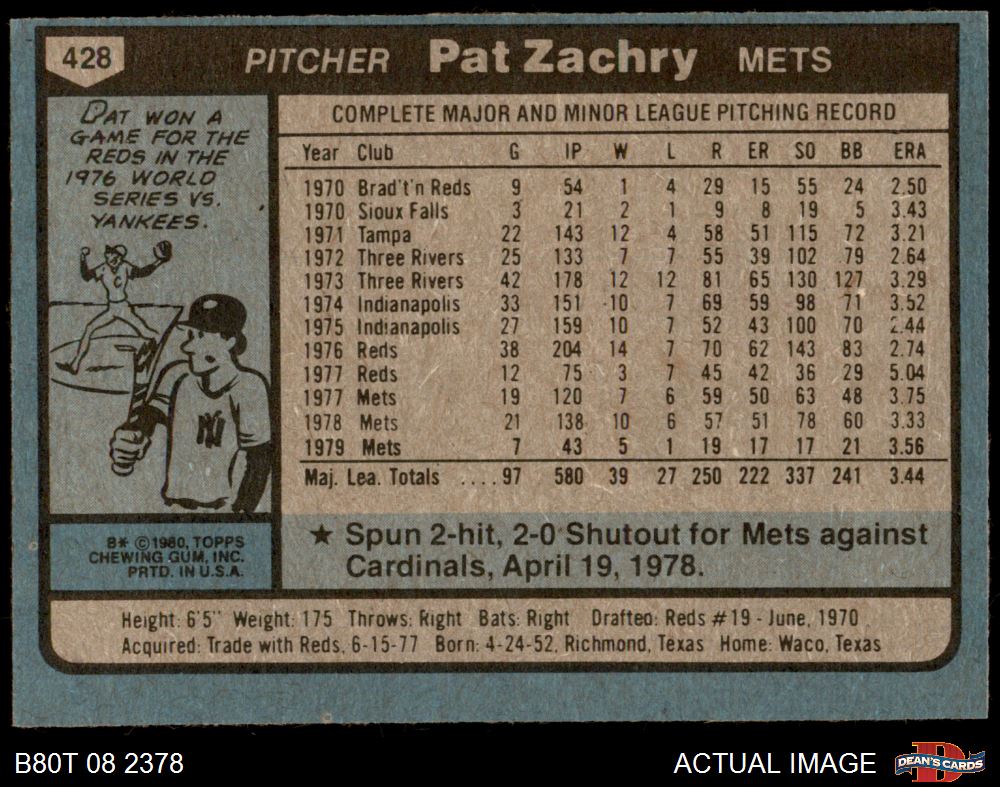 428
PITCHER Pat Zachry METS
PAT WON A
GAME FOR THE
REDS IN THE
1976 WORLD
SERIES VS.
YANKEES.
C
NY
B* © 1980, TOPPS
CHEWING GUM, INC.
PRTD. IN U.S.A.
COMPLETE MAJOR AND MINOR LEAGUE PITCHING RECORD
Year Club G IP W L R ER SO BB ERA
1970 Brad't'n Reds 9 54 1 4 29 15 55 24 2.50
1970 Sioux Falls 3 21 2 1 9 8 19 5 3.43
1971 Tampa 22 143 12 4 58 51 115 72 3.21
1972 Three Rivers 25 133 7 7 55 39 102 79 2.64
1973 Three Rivers 42 178 12 12 81 65 130 127 3.29
1974 Indianapolis 33 151 10 7 69 59 98 71 3.52
1975 Indianapolis 27 159 10 7 52 43 100 70 2.44
1976 Reds 38 204 14 7 70 62 143 83 2.74
1977 Reds 12 75 3 7 45 42 36 29 5.04
1977 Mets 19 120 7 6 59 50 63 48 3.75
1978 Mets 21 138 10 6 57 51 78 60 3.33
1979 Mets 7 43 5 1 19 17 17 21 3.56
Maj. Lea. Totals ....97 580 39 27 250 222 337 241 3.44
★ Spun 2-hit, 2-0 Shutout for Mets against
Cardinals, April 19, 1978.
Height: 6'5" Weight: 175 Throws: Right Bats: Right Drafted: Reds #19 - June, 1970
Acquired: Trade with Reds, 6-15-77 Born: 4-24-52, Richmond, Texas Home: Waco, Texas
B80T 08 2378 ACTUAL IMAGE
D
DEAN'S CARDS